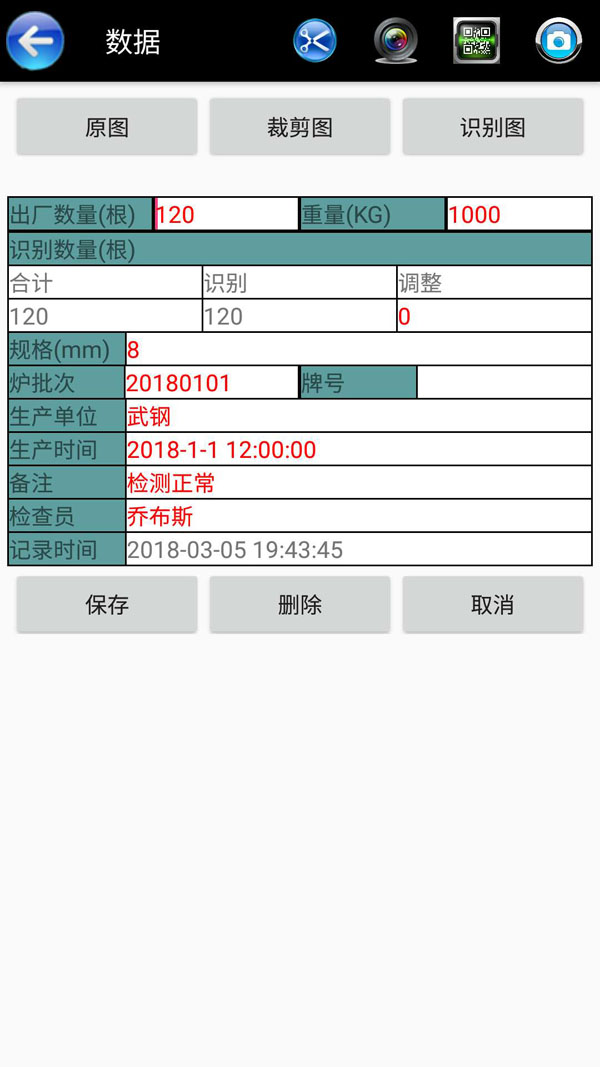 数据
原图 裁剪图 识别图
出厂数量(根) 120 重量(KG) 1000
识别数量(根)
合计 识别 调整
120 120 0
规格(mm) 8
炉批次 20180101 牌号
生产单位 武钢
生产时间 2018-1-1 12:00:00
备注 检测正常
检查员 乔布斯
记录时间 2018-03-05 19:43:45
保存 删除 取消